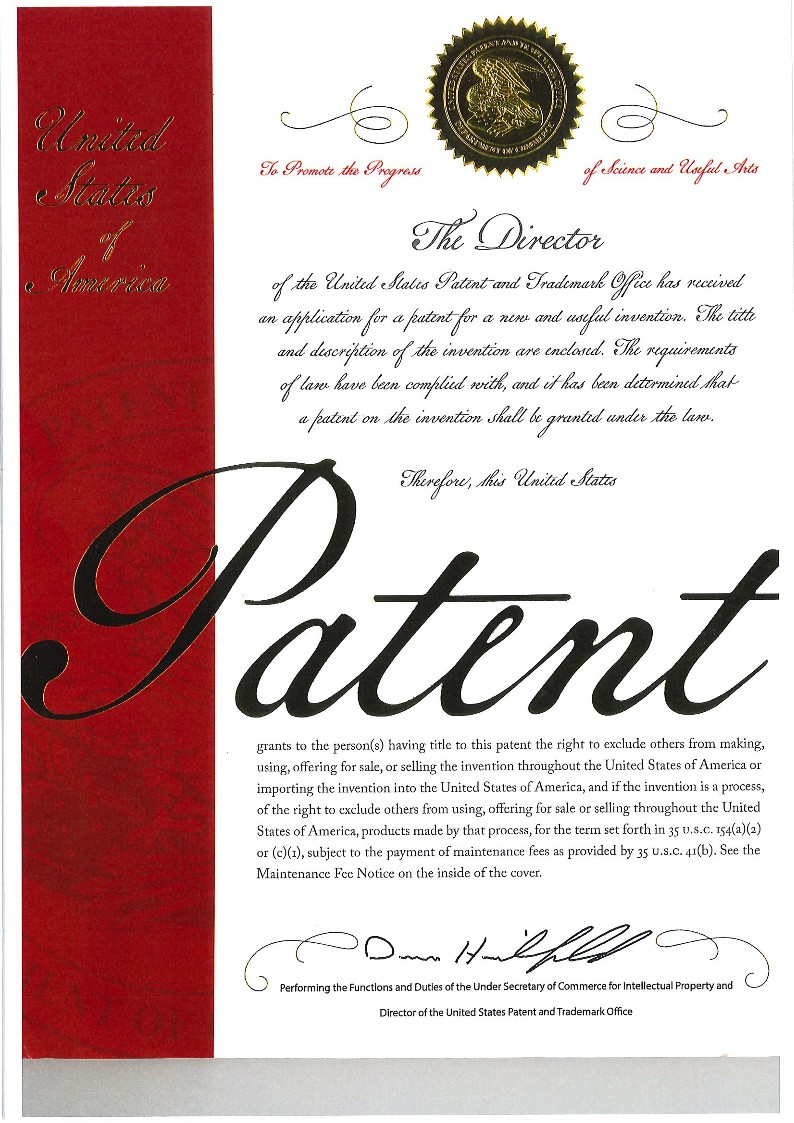 United
States
of
America
To Promote the Progress
of Science and Useful Arts
The Director
of the United States Patent and Trademark Office has received
an application for a patent for a new and useful invention. The title
and description of the invention are enclosed. The requirements
of law have been complied with, and it has been determined that
a patent on the invention shall be granted under the law.
Therefore, this United States
Patent
grants to the person(s) having title to this patent the right to exclude others from making,
using, offering for sale, or selling the invention throughout the United States of America or
importing the invention into the United States of America, and if the invention is a process,
of the right to exclude others from using, offering for sale or selling throughout the United
States of America, products made by that process, for the term set forth in 35 U.S.C. 154(a)(2)
or (c)(1), subject to the payment of maintenance fees as provided by 35 U.S.C. 41(b). See the
Maintenance Fee Notice on the inside of the cover.
Performing the Functions and Duties of the Under Secretary of Commerce for Intellectual Property and
Director of the United States Patent and Trademark Office